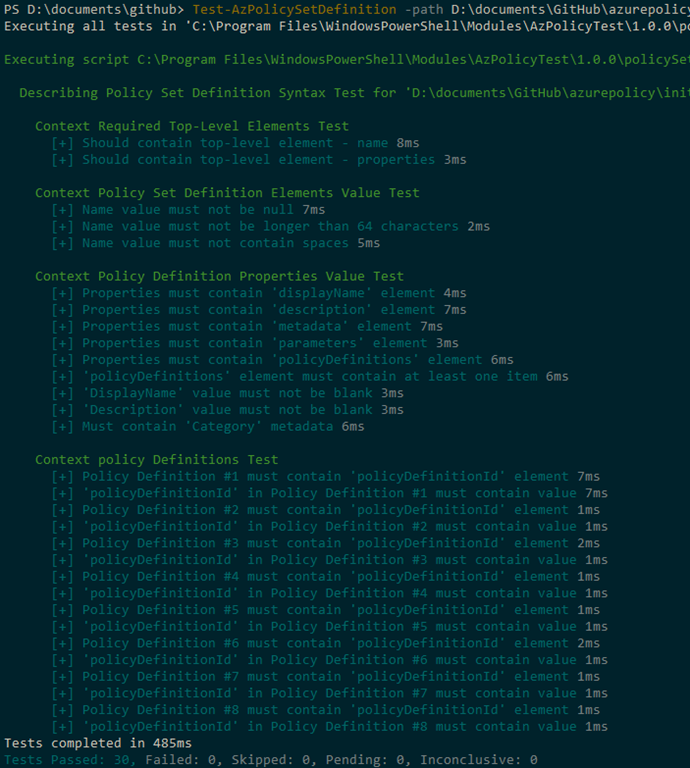 PS D:\documents\github> Test-AzPolicySetDefinition -path D:\documents\GitHub\azurepolicy
Executing all tests in 'C:\Program Files\WindowsPowerShell\Modules\AzPolicyTest\1.0.0\po
Executing script C:\Program Files\WindowsPowerShell\Modules\AzPolicyTest\1.0.0\policySet
Describing Policy Set Definition Syntax Test for 'D:\documents\GitHub\azurepolicy\init
Context Required Top-Level Elements Test
[+] Should contain top-level element - name 8ms
[+] Should contain top-level element - properties 3ms
Context Policy Set Definition Elements Value Test
[+] Name value must not be null 7ms
[+] Name value must not be longer than 64 characters 2ms
[+] Name value must not contain spaces 5ms
Context Policy Definition Properties Value Test
[+] Properties must contain 'displayName' element 4ms
[+] Properties must contain 'description' element 7ms
[+] Properties must contain 'metadata' element 7ms
[+] Properties must contain 'parameters' element 3ms
[+] Properties must contain 'policyDefinitions' element 6ms
[+] 'policyDefinitions' element must contain at least one item 6ms
[+] 'DisplayName' value must not be blank 3ms
[+] 'Description' value must not be blank 3ms
[+] Must contain 'Category' metadata 6ms
Context policy Definitions Test
[+] Policy Definition #1 must contain 'policyDefinitionId' element 7ms
[+] 'policyDefinitionId' in Policy Definition #1 must contain value 7ms
[+] Policy Definition #2 must contain 'policyDefinitionId' element 1ms
[+] 'policyDefinitionId' in Policy Definition #2 must contain value 1ms
[+] Policy Definition #3 must contain 'policyDefinitionId' element 2ms
[+] 'policyDefinitionId' in Policy Definition #3 must contain value 1ms
[+] Policy Definition #4 must contain 'policyDefinitionId' element 1ms
[+] 'policyDefinitionId' in Policy Definition #4 must contain value 1ms
[+] Policy Definition #5 must contain 'policyDefinitionId' element 1ms
[+] 'policyDefinitionId' in Policy Definition #5 must contain value 1ms
[+] Policy Definition #6 must contain 'policyDefinitionId' element 2ms
[+] 'policyDefinitionId' in Policy Definition #6 must contain value 1ms
[+] Policy Definition #7 must contain 'policyDefinitionId' element 1ms
[+] 'policyDefinitionId' in Policy Definition #7 must contain value 1ms
[+] Policy Definition #8 must contain 'policyDefinitionId' element 1ms
[+] 'policyDefinitionId' in Policy Definition #8 must contain value 1ms
Tests completed in 485ms
Tests Passed: 30, Failed: 0, Skipped: 0, Pending: 0, Inconclusive: 0